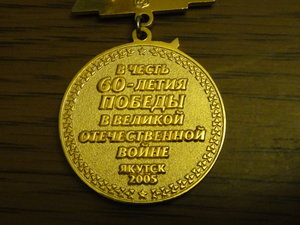 В ЧЕСТЬ
60-ЛЕТИЯ
ПОБЕДЫ
В ВЕЛИКОЙ
ОТЕЧЕСТВЕННОЙ
ВОЙНЕ
ЯКУТСК
2005